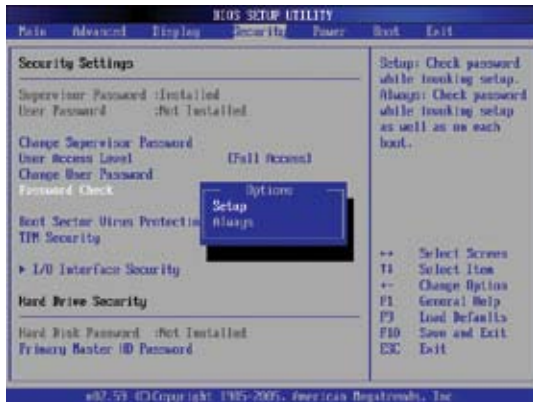 BIOS SETUP UTILITY
Main Advanced Display Security Power Boot Exit
Security Settings
Supervisor Password :Installed
User Password :Not Installed
Change Supervisor Password
User Access Level [Full Access]
Change User Password
Password Check
Boot Sector Virus Protection
TPM Security
I/O Interface Security
Hard Drive Security
Hard Disk Password :Not Installed
Primary Master HD Password
Options
Setup
Always
Setup: Check password
while invoking setup.
Always: Check password
while invoking setup
as well as on each
boot.
Select Screen
Select Item
+- Change Option
F1 General Help
F9 Load Defaults
F10 Save and Exit
ESC Exit
v02.59 (C)Copyright 1985-2005, American Megatrends, Inc